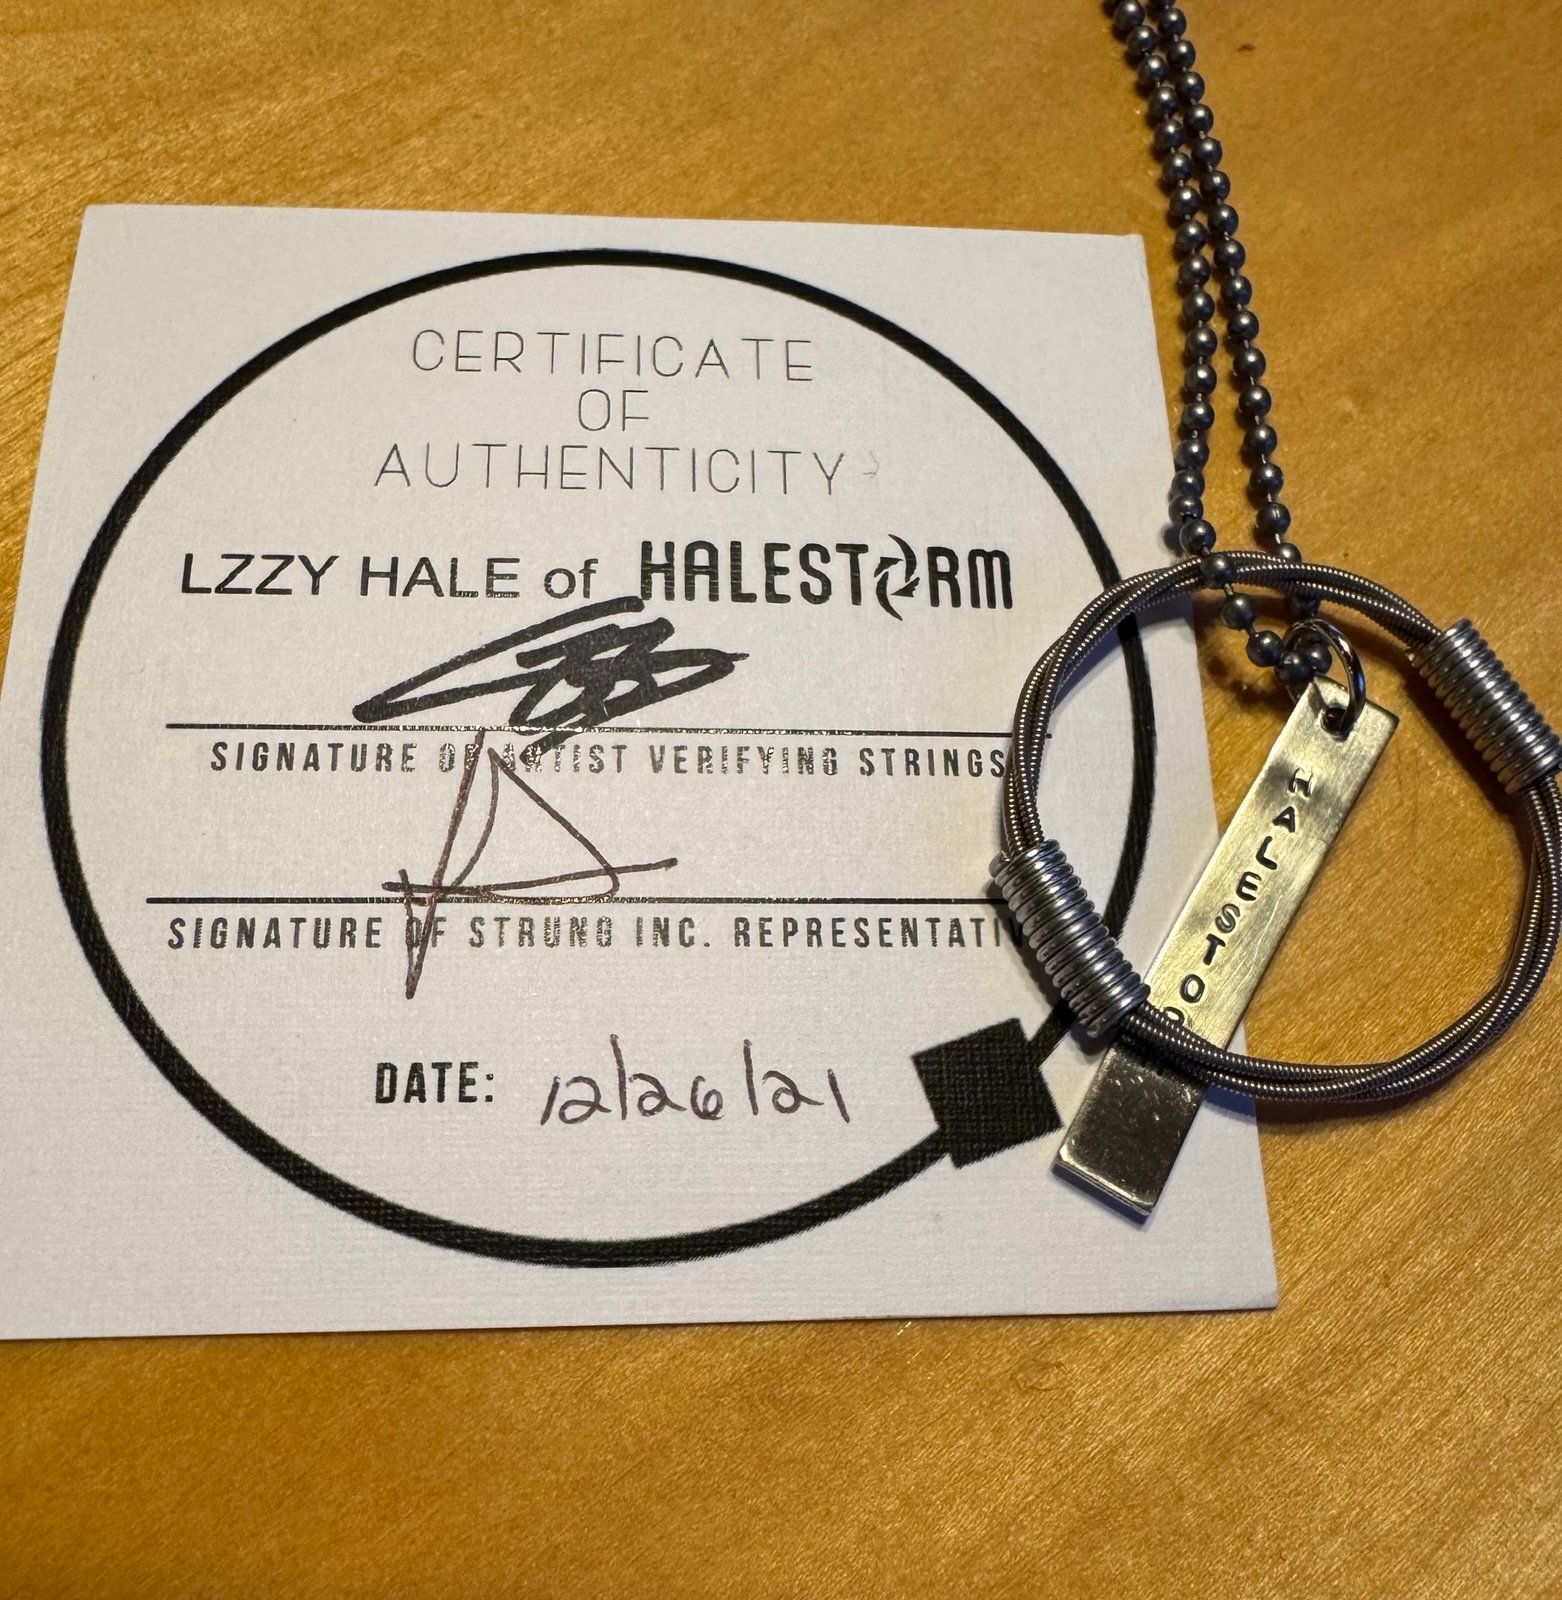 CERTIFICATE
OF
AUTHENTICITY
LZZY HALE of HALESTORM
SIGNATURE OF ARTIST VERIFYING STRINGS
SIGNATURE OF STRUNG INC. REPRESENTATIV
DATE: 12/26/21
HALESTOR